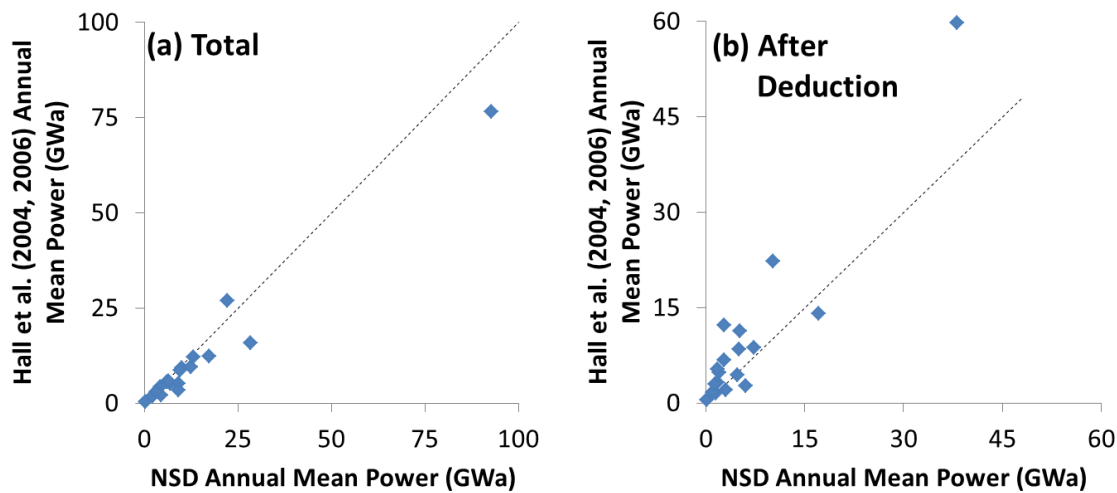 (a) Total
Hall et al. (2004, 2006) Annual
Mean Power (GWa)
100
75
50
25
0
0 25 50 75 100
NSD Annual Mean Power (GWa)
(b) After
Deduction
Hall et al. (2004, 2006) Annual
Mean Power (GWa)
60
45
30
15
0
0 15 30 45 60
NSD Annual Mean Power (GWa)